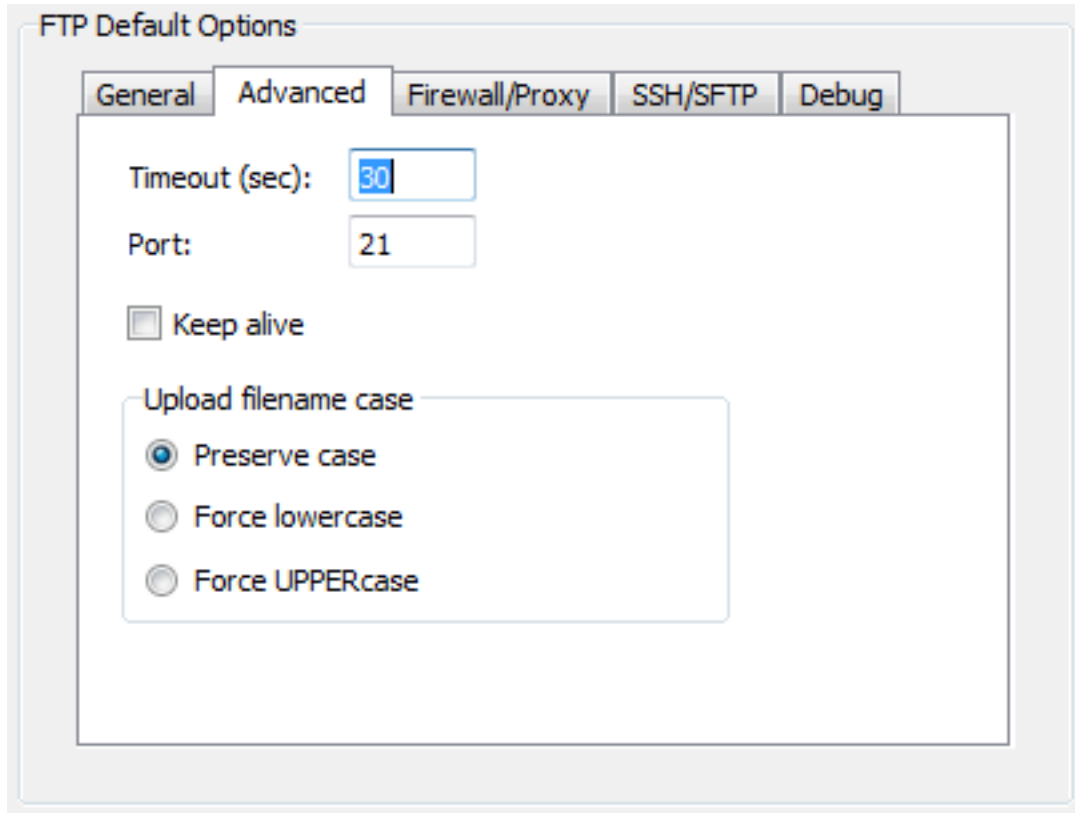 FTP Default Options
General Advanced Firewall/Proxy SSH/SFTP Debug
Timeout (sec): 30
Port: 21
Keep alive
Upload filename case
Preserve case
Force lowercase
Force UPPERcase